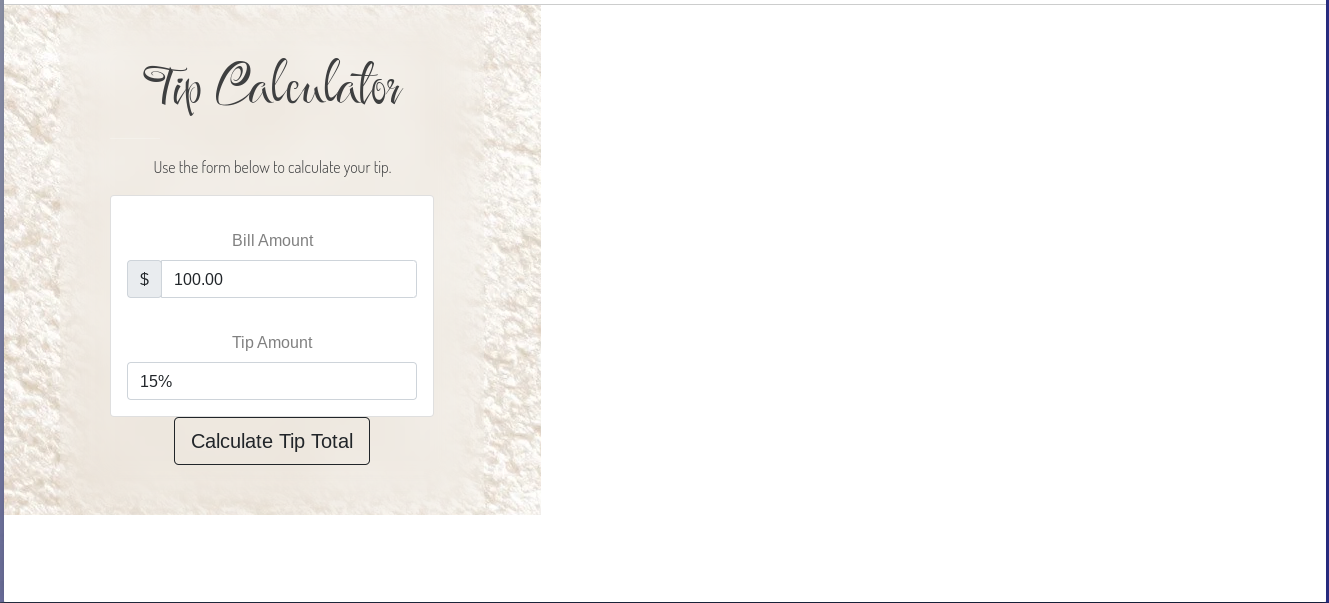 Tip Calculator
Use the form below to calculate your tip.
Bill Amount
$ 100.00
Tip Amount
15%
Calculate Tip Total